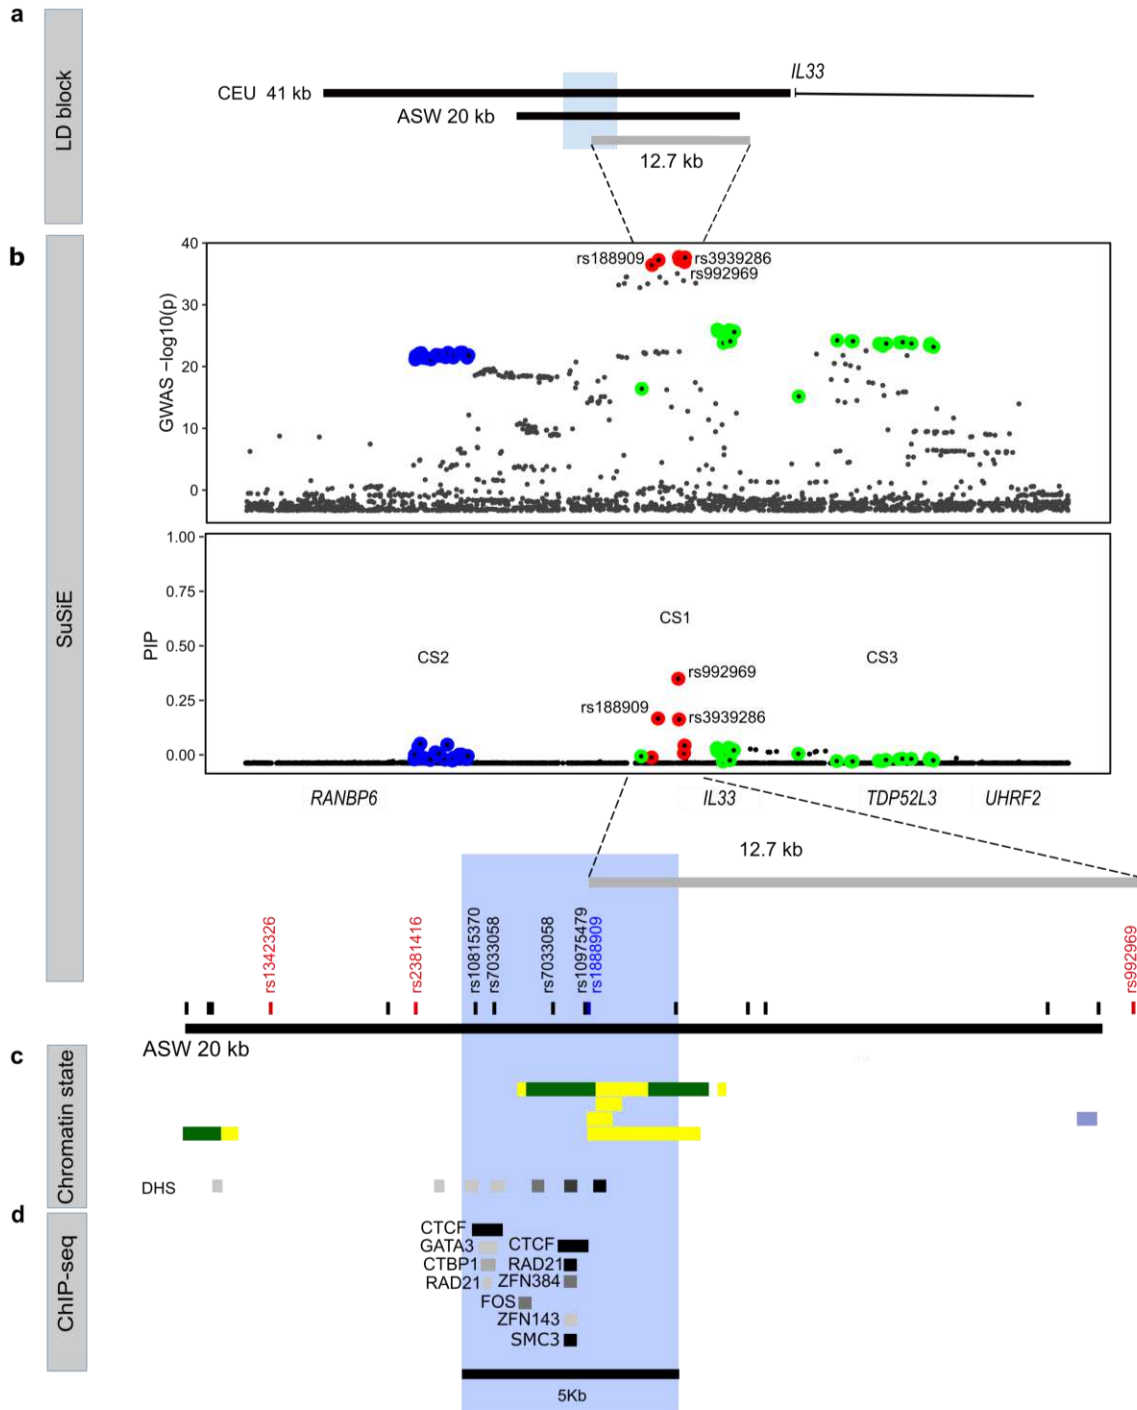 a
LD block
IL33
CEU 41 kb
ASW 20 kb
12.7 kb
b
SuSiE
GWAS −log10(p)
40
30
20
10
0
rs188909
rs3939286
rs992969
PIP
1.00
0.75
0.50
0.25
0.00
CS1
CS2
CS3
rs992969
rs188909
rs3939286
RANBP6
IL33
TDP52L3
UHRF2
12.7 kb
rs1342326
rs2381416
rs10815370
rs7033058
rs7033058
rs10975479
rs1888909
rs992969
ASW 20 kb
c
Chromatin state
DHS
d
ChIP-seq
CTCF
GATA3
CTCF
CTBP1
RAD21
RAD21
ZFN384
FOS
ZFN143
SMC3
5Kb